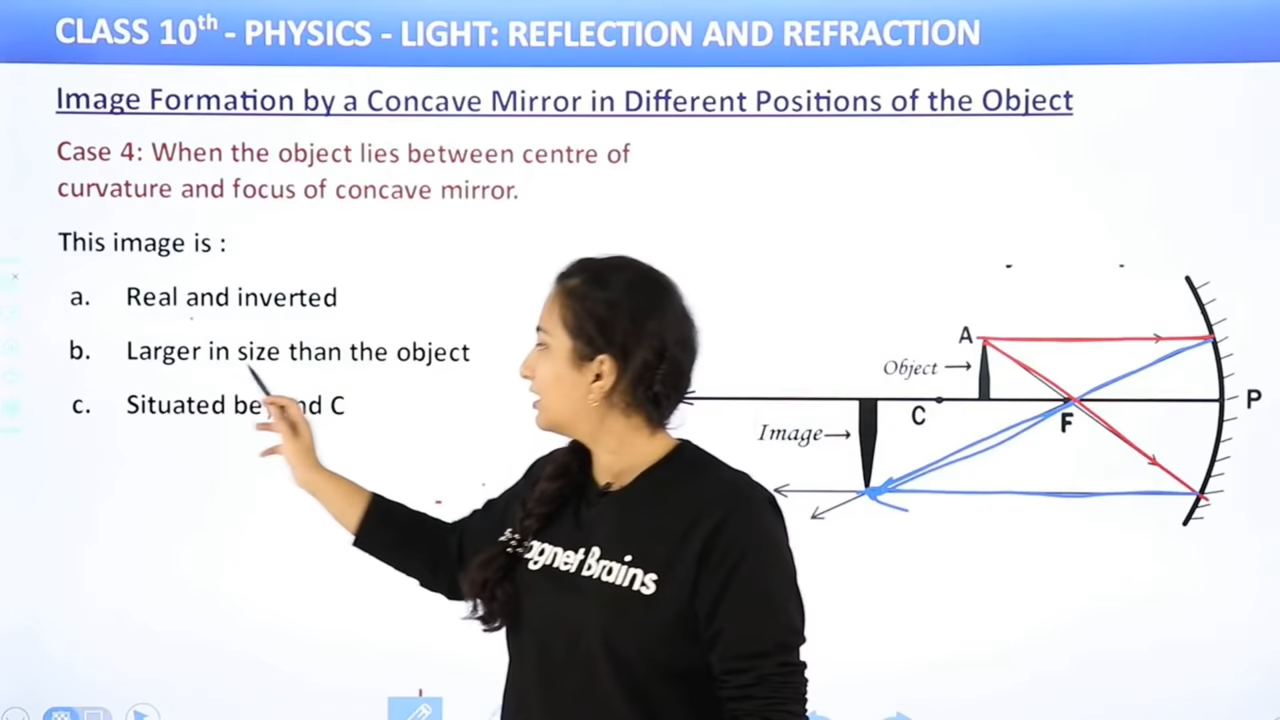 CLASS 10th - PHYSICS - LIGHT: REFLECTION AND REFRACTION
Image Formation by a Concave Mirror in Different Positions of the Object
Case 4: When the object lies between centre of
curvature and focus of concave mirror.
This image is :
a. Real and inverted
b. Larger in size than the object
c. Situated beyond C
A
Object
C
F
P
Image
Magnet Brains